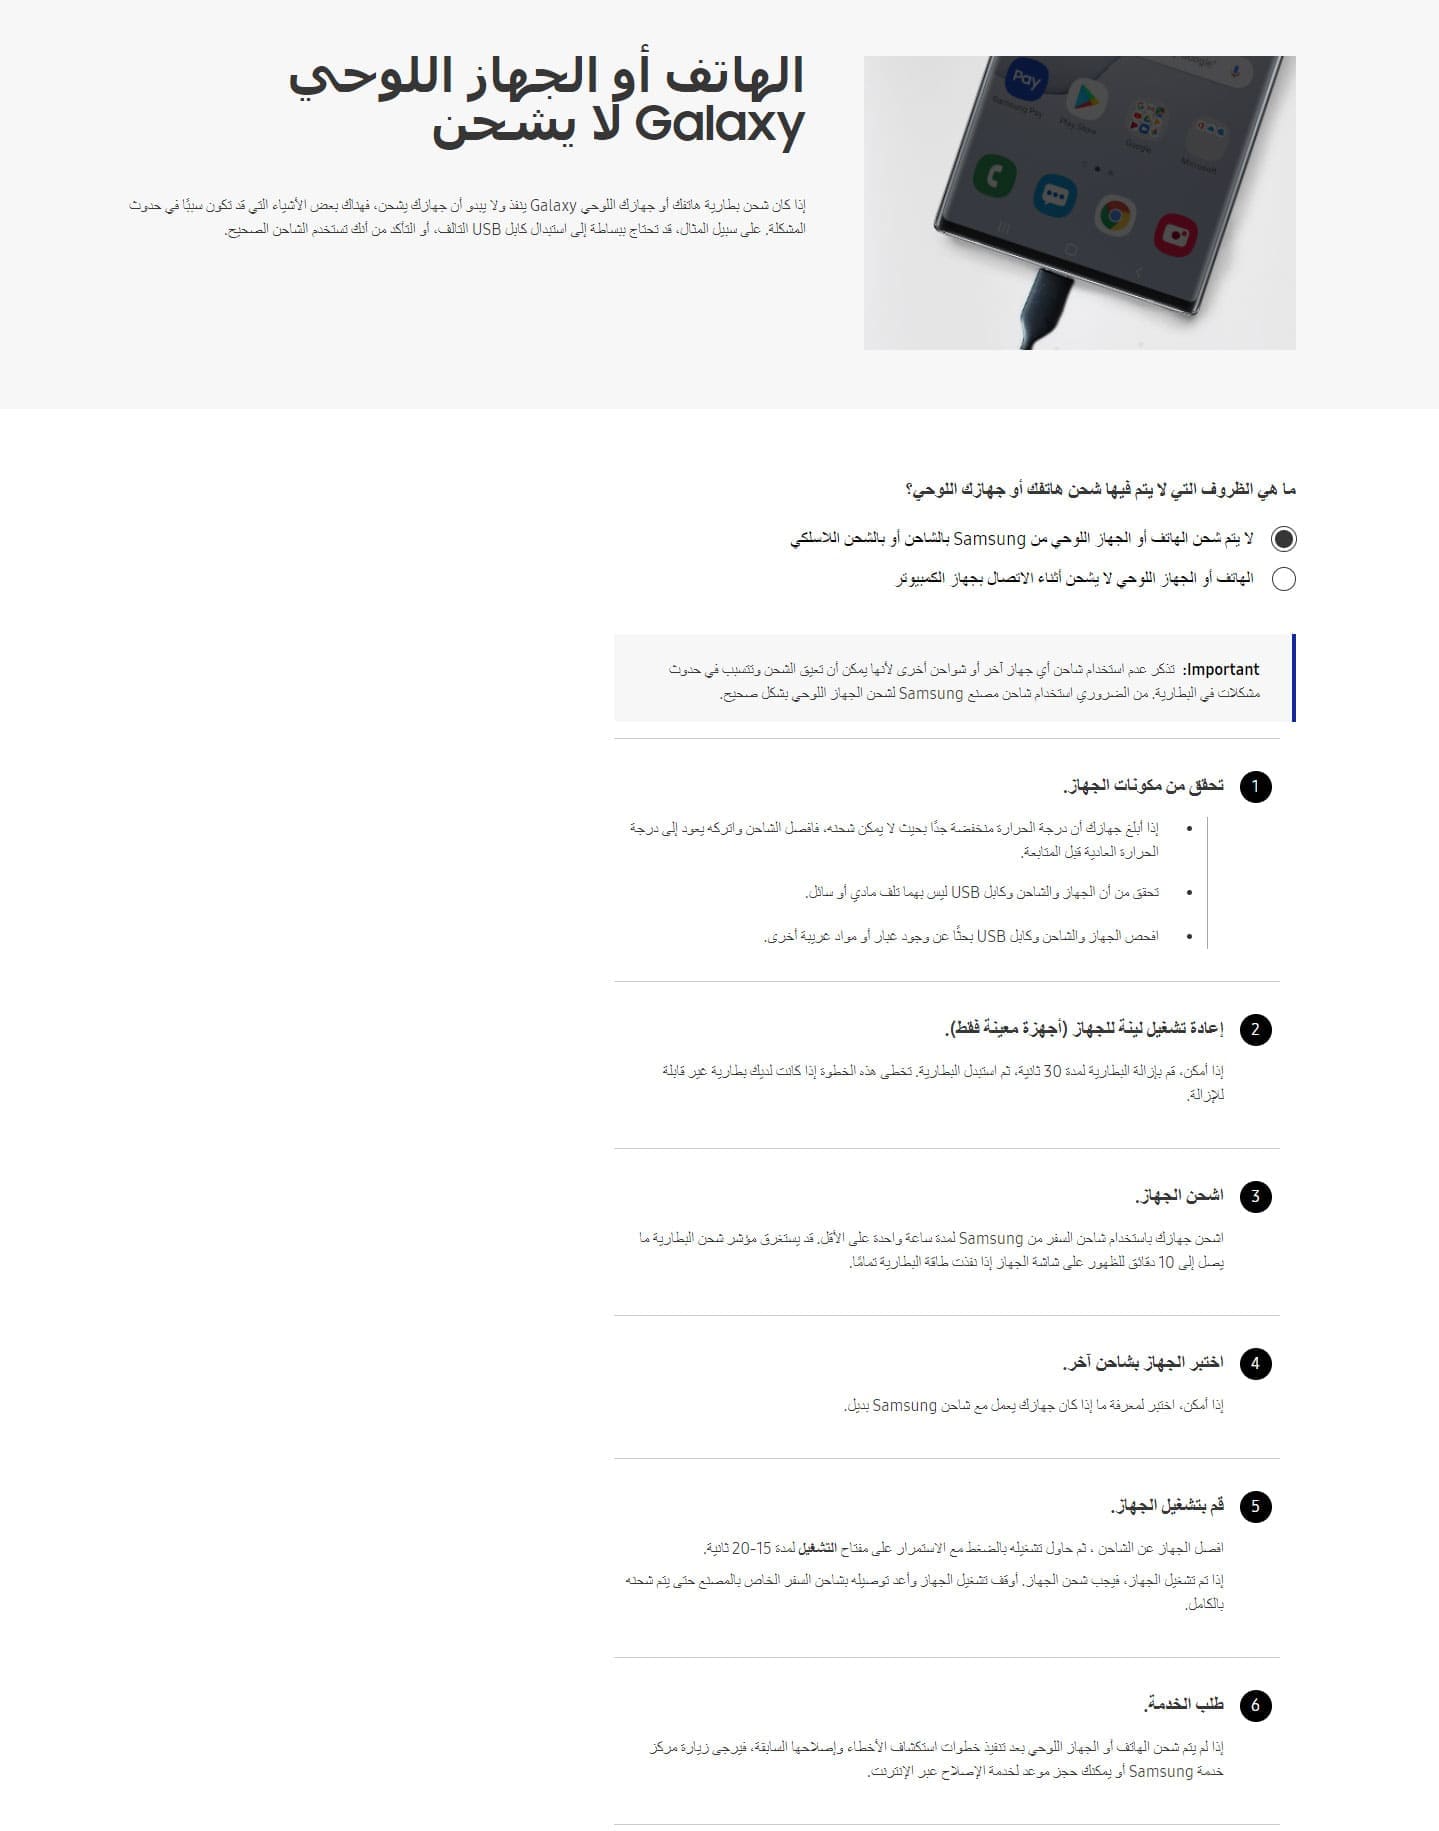 الهاتف أو الجهاز اللوحي
Galaxy لا يشحن
إذا كان شحن بطارية هاتفك أو جهازك اللوحي Galaxy ينفذ ولا يبدو أن جهازك يشحن، فهناك بعض الأشياء التي قد تكون سببًا في حدوث
المشكلة. على سبيل المثال، قد تحتاج ببساطة إلى استبدال كابل USB التالف، أو التأكد من أنك تستخدم الشاحن الصحيح.
Google
Pay
Samsung Pay
Play Store
Google
Microsoft
ما هي الظروف التي لا يتم فيها شحن هاتفك أو جهازك اللوحي؟
لا يتم شحن الهاتف أو الجهاز اللوحي من Samsung بالشاحن أو بالشحن اللاسلكي
الهاتف أو الجهاز اللوحي لا يشحن أثناء الاتصال بجهاز الكمبيوتر
Important: تذكر عدم استخدام شاحن أي جهاز آخر أو شواحن أخرى لأنها يمكن أن تعيق الشحن وتتسبب في حدوث
مشكلات في البطارية. من الضروري استخدام شاحن مصنع Samsung لشحن الجهاز اللوحي بشكل صحيح.
1 تحقق من مكونات الجهاز.
• إذا أبلغ جهازك أن درجة الحرارة منخفضة جدًا بحيث لا يمكن شحنه، فافصل الشاحن واتركه يعود إلى درجة
الحرارة العادية قبل المتابعة.
• تحقق من أن الجهاز والشاحن وكابل USB ليس بهما تلف مادي أو سائل.
• افحص الجهاز والشاحن وكابل USB بحثًا عن وجود غبار أو مواد غريبة أخرى.
2 إعادة تشغيل لينة للجهاز (أجهزة معينة فقط).
إذا أمكن، قم بإزالة البطارية لمدة 30 ثانية، ثم استبدل البطارية. تخطى هذه الخطوة إذا كانت لديك بطارية غير قابلة
للإزالة.
3 اشحن الجهاز.
اشحن جهازك باستخدام شاحن السفر من Samsung لمدة ساعة واحدة على الأقل. قد يستغرق مؤشر شحن البطارية ما
يصل إلى 10 دقائق للظهور على شاشة الجهاز إذا نفذت طاقة البطارية تمامًا.
4 اختبر الجهاز بشاحن آخر.
إذا أمكن، اختبر لمعرفة ما إذا كان جهازك يعمل مع شاحن Samsung بديل.
5 قم بتشغيل الجهاز.
افصل الجهاز عن الشاحن ، ثم حاول تشغيله بالضغط مع الاستمرار على مفتاح التشغيل لمدة 15-20 ثانية.
إذا تم تشغيل الجهاز، فيجب شحن الجهاز. أوقف تشغيل الجهاز وأعد توصيله بشاحن السفر الخاص بالمصنع حتى يتم شحنه
بالكامل.
6 طلب الخدمة.
إذا لم يتم شحن الهاتف أو الجهاز اللوحي بعد تنفيذ خطوات استكشاف الأخطاء وإصلاحها السابقة، فيرجى زيارة مركز
خدمة Samsung أو يمكنك حجز موعد لخدمة الإصلاح عبر الإنترنت.